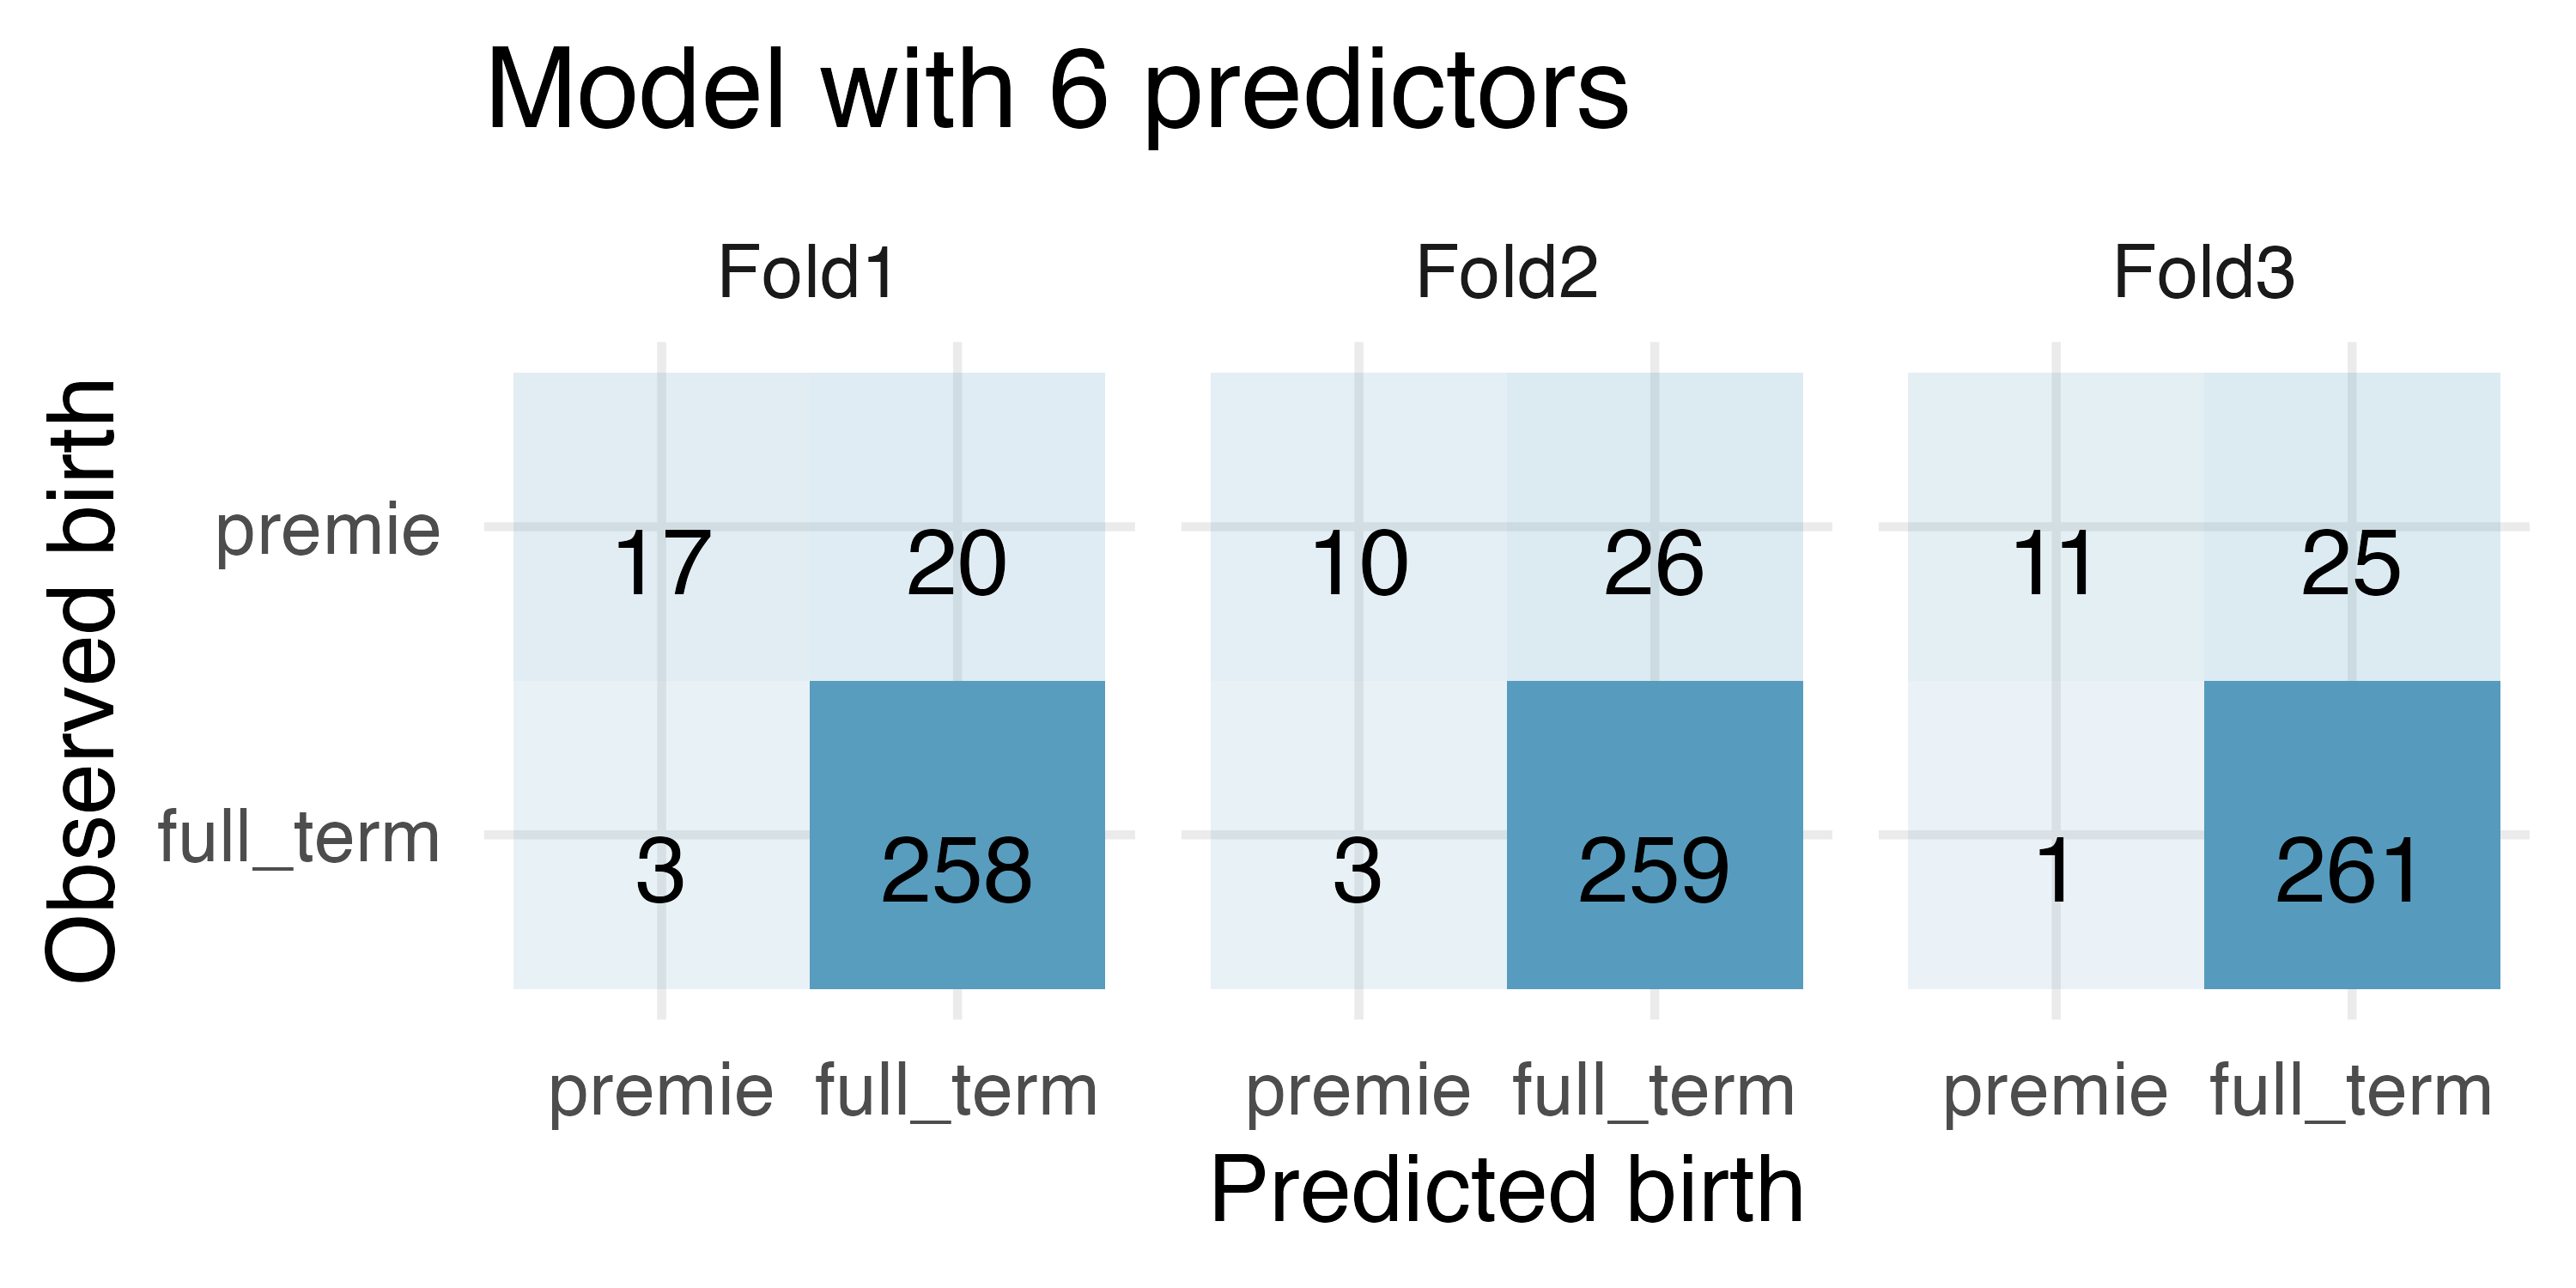 Model with 6 predictors
Fold1 Fold2 Fold3
Observed birth
premie 17 20 10 26 11 25
full_term 3 258 3 259 1 261
premie full_term premie full_term premie full_term
Predicted birth